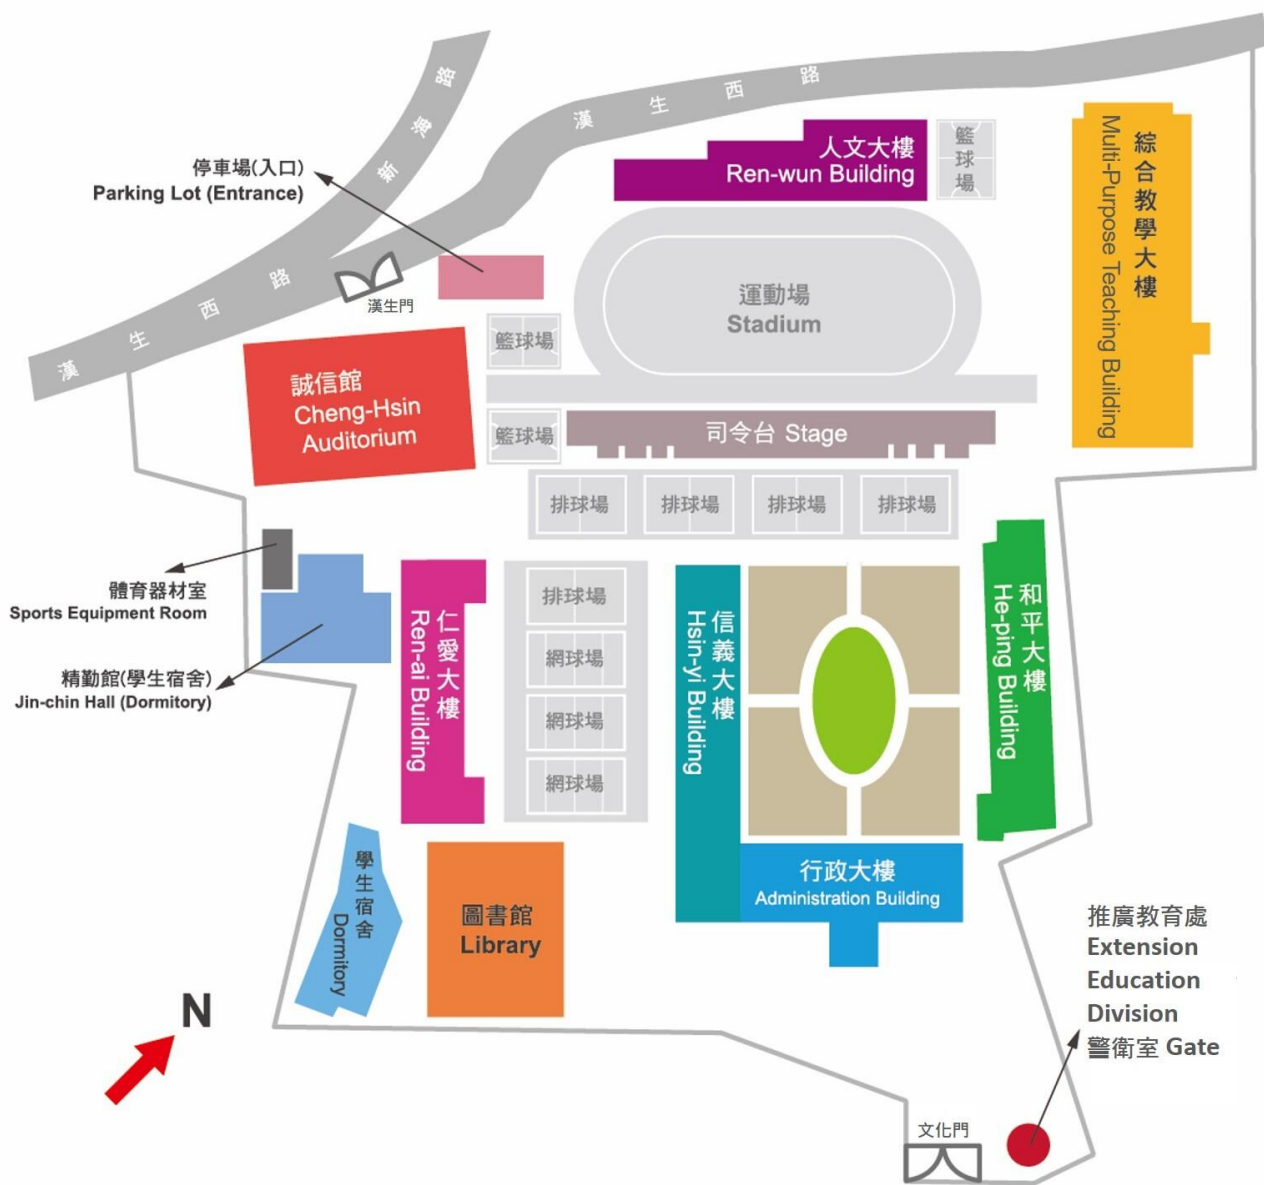 新海路
漢生西路
漢生西路
停車場(入口)
Parking Lot (Entrance)
漢生門
人文大樓
Ren-wun Building
籃球場
綜合教學大樓
Multi-Purpose Teaching Building
運動場
Stadium
籃球場
誠信館
Cheng-Hsin
Auditorium
籃球場
司令台 Stage
排球場
排球場
排球場
排球場
體育器材室
Sports Equipment Room
精勤館(學生宿舍)
Jin-chin Hall (Dormitory)
仁愛大樓
Ren-ai Building
排球場
網球場
網球場
網球場
信義大樓
Hsin-yi Building
和平大樓
He-ping Building
學生宿舍
Dormitory
圖書館
Library
行政大樓
Administration Building
推廣教育處
Extension
Education
Division
警衛室 Gate
文化門
N